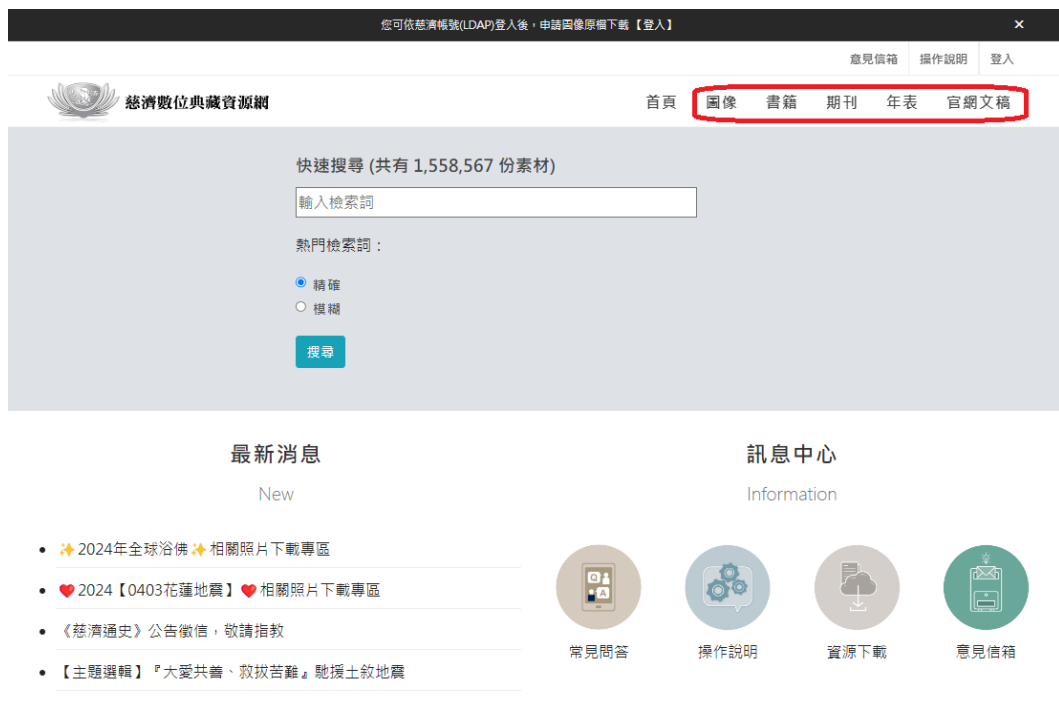 您可依慈濟帳號(LDAP)登入後，申請圖像原檔下載【登入】 ×
意見信箱 操作說明 登入
慈濟數位典藏資源網 首頁 圖像 書籍 期刊 年表 官網文稿
快速搜尋 (共有 1,558,567 份素材)
輸入檢索詞
熱門檢索詞：
精確
模糊
搜尋
最新消息
New
✨2024年全球浴佛✨相關照片下載專區
❤️2024【0403花蓮地震】❤️相關照片下載專區
《慈濟通史》公告徵信，敬請指教
【主題選輯】『大愛共善、救拔苦難』馳援土敘地震
訊息中心
Information
Q
A
常見問答 操作說明 資源下載 意見信箱